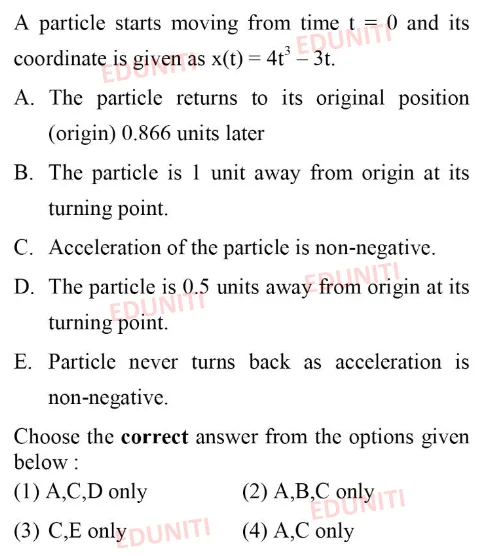 A particle starts moving from time t = 0 and its
coordinate is given as x(t) = 4t³ – 3t.
A. The particle returns to its original position
(origin) 0.866 units later
B. The particle is 1 unit away from origin at its
turning point.
C. Acceleration of the particle is non-negative.
D. The particle is 0.5 units away from origin at its
turning point.
E. Particle never turns back as acceleration is
non-negative.
Choose the correct answer from the options given
below :
(1) A,C,D only (2) A,B,C only
(3) C,E only (4) A,C only
EDUNITI
EDUNITI
EDUNITI
EDUNITI
EDUNITI
EDUNITI